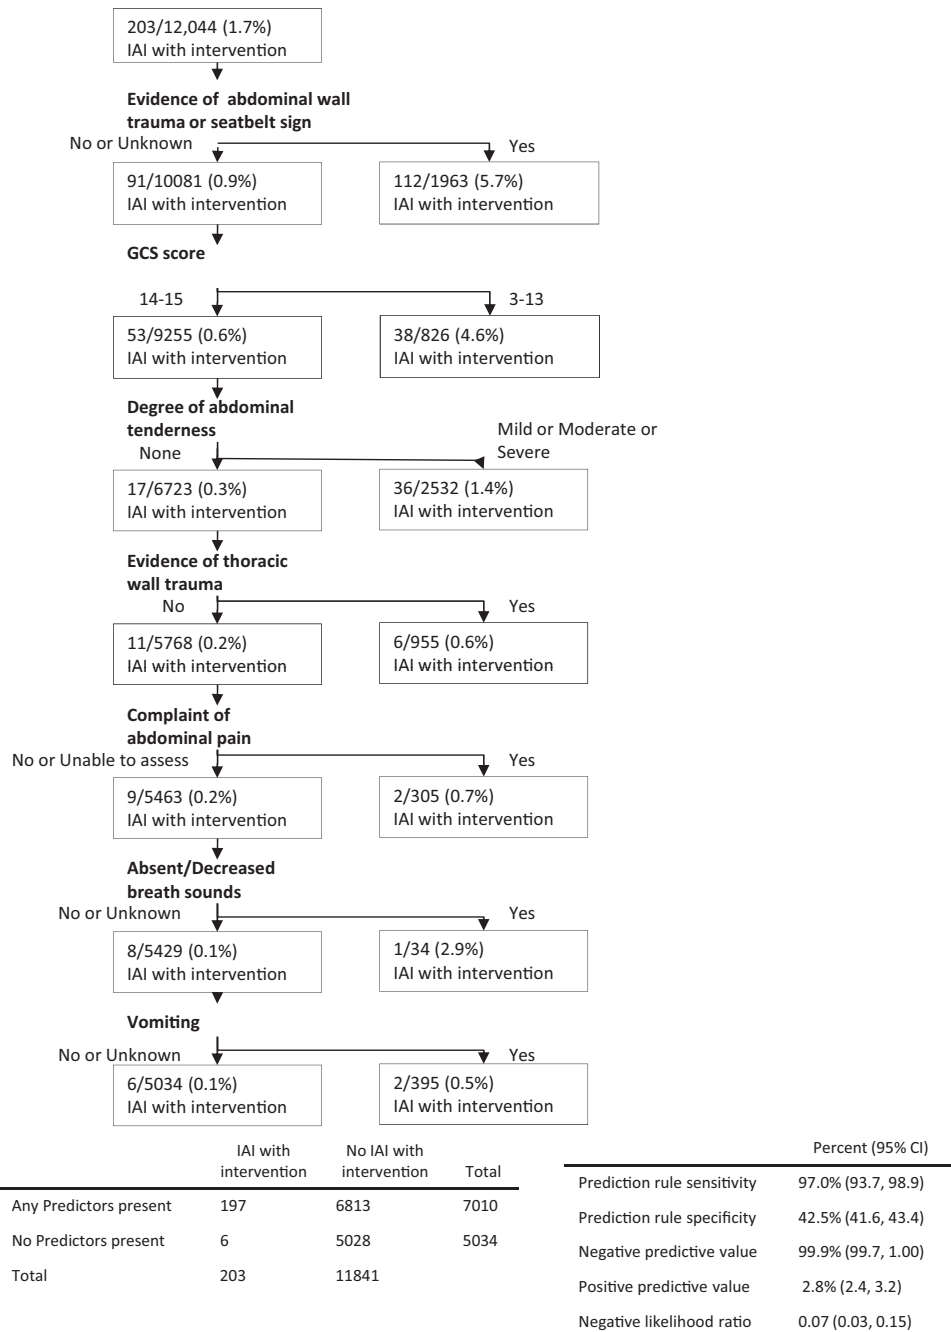 203/12,044 (1.7%)
IAI with intervention
Evidence of abdominal wall
trauma or seatbelt sign
No or Unknown
Yes
91/10081 (0.9%)
IAI with intervention
112/1963 (5.7%)
IAI with intervention
GCS score
14-15
3-13
53/9255 (0.6%)
IAI with intervention
38/826 (4.6%)
IAI with intervention
Degree of abdominal
tenderness
None
Mild or Moderate or
Severe
17/6723 (0.3%)
IAI with intervention
36/2532 (1.4%)
IAI with intervention
Evidence of thoracic
wall trauma
No
Yes
11/5768 (0.2%)
IAI with intervention
6/955 (0.6%)
IAI with intervention
Complaint of
abdominal pain
No or Unable to assess
Yes
9/5463 (0.2%)
IAI with intervention
2/305 (0.7%)
IAI with intervention
Absent/Decreased
breath sounds
No or Unknown
Yes
8/5429 (0.1%)
IAI with intervention
1/34 (2.9%)
IAI with intervention
Vomiting
No or Unknown
Yes
6/5034 (0.1%)
IAI with intervention
2/395 (0.5%)
IAI with intervention
IAI with intervention No IAI with intervention Total
Any Predictors present 197 6813 7010
No Predictors present 6 5028 5034
Total 203 11841
Percent (95% CI)
Prediction rule sensitivity 97.0% (93.7, 98.9)
Prediction rule specificity 42.5% (41.6, 43.4)
Negative predictive value 99.9% (99.7, 1.00)
Positive predictive value 2.8% (2.4, 3.2)
Negative likelihood ratio 0.07 (0.03, 0.15)